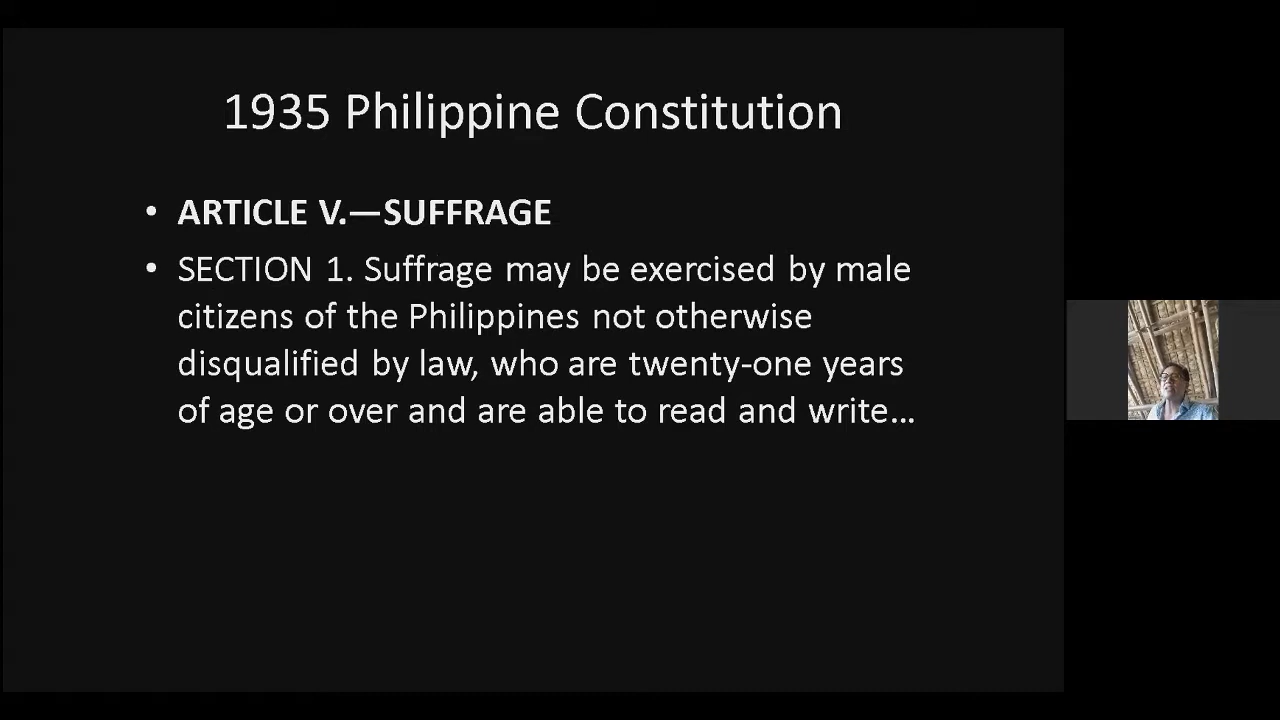 1935 Philippine Constitution
• ARTICLE V.—SUFFRAGE
• SECTION 1. Suffrage may be exercised by male
citizens of the Philippines not otherwise
disqualified by law, who are twenty-one years
of age or over and are able to read and write…